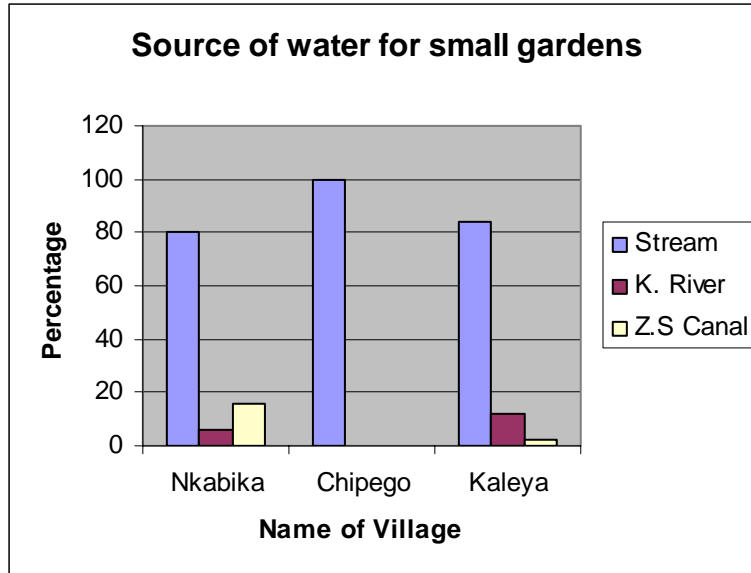 Source of water for small gardens
120
100
80
60
40
20
0
Percentage
Nkabika Chipego Kaleya
Name of Village
Stream
K. River
Z.S Canal